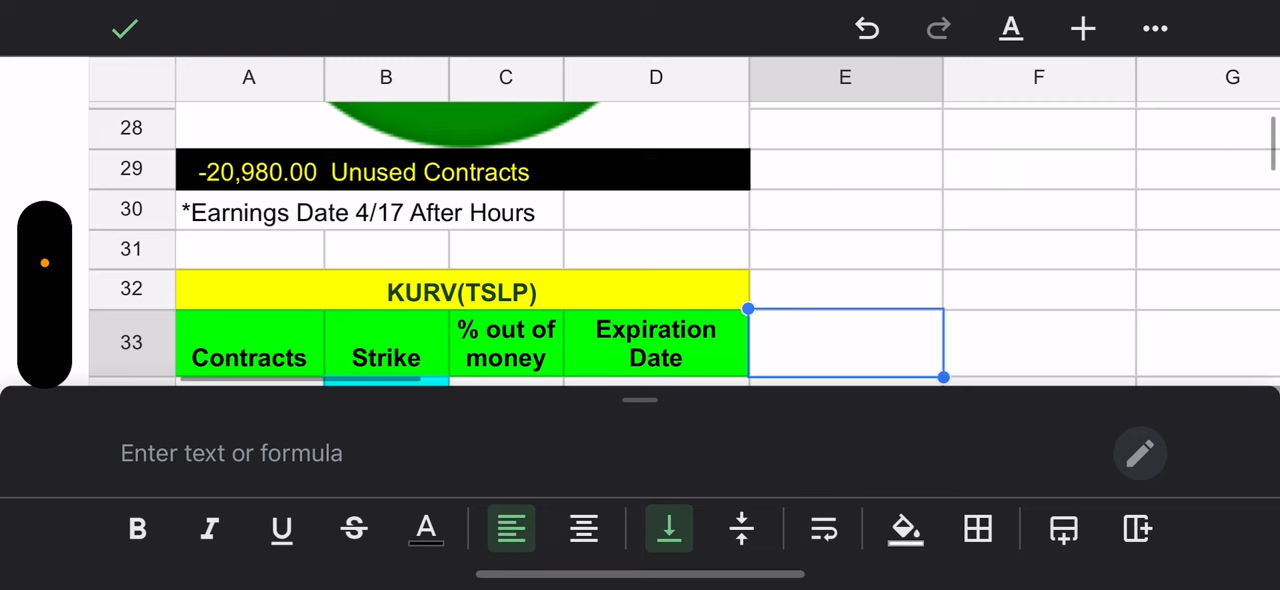 A B C D E F G
28
29 -20,980.00 Unused Contracts
30 *Earnings Date 4/17 After Hours
31
32 KURV(TSLP)
33 Contracts Strike % out of money Expiration Date
Enter text or formula
B I U S A